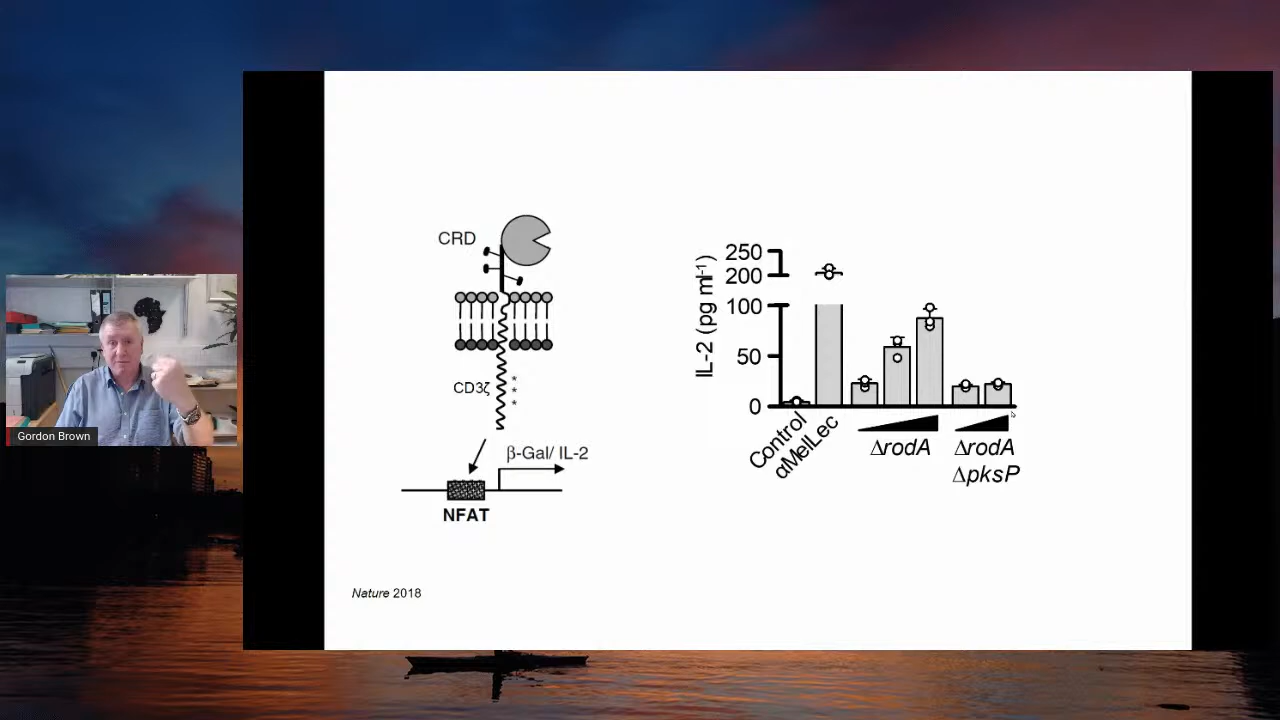 CRD
CD3ζ
*
*
*
β-Gal/ IL-2
NFAT
IL-2 (pg ml-1)
250
200
100
50
0
Control
αMelLec
ΔrodA
ΔrodA
ΔpksP
Nature 2018
Gordon Brown